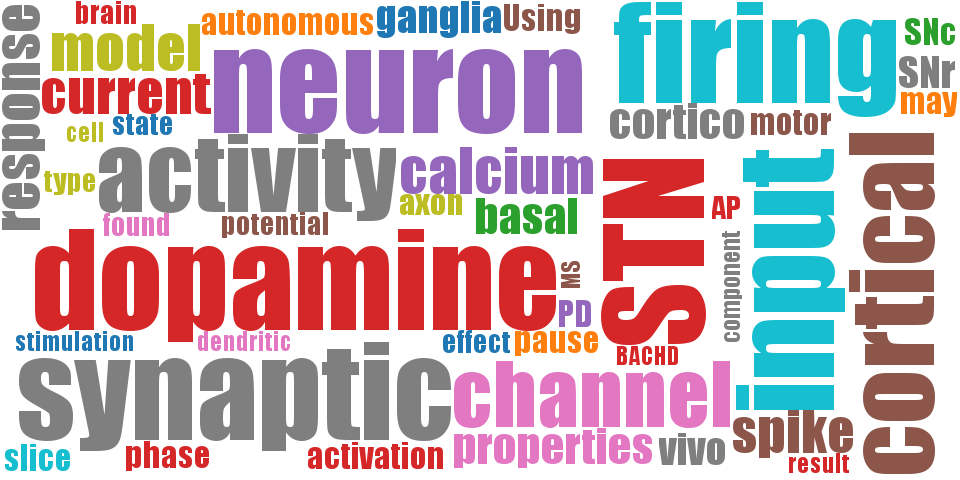 response
brain
model
autonomous
ganglia
Using
firing
SNc
SNr
may
current
neuron
cell
state
cortico
motor
activity
type
calcium
axon
basal
found
potential
STN
AP
input
cortical
component
dopamine
MS
PD
stimulation
dendritic
effect
pause
BACHD
synaptic
channel
properties
vivo
spike
slice
phase
activation
result